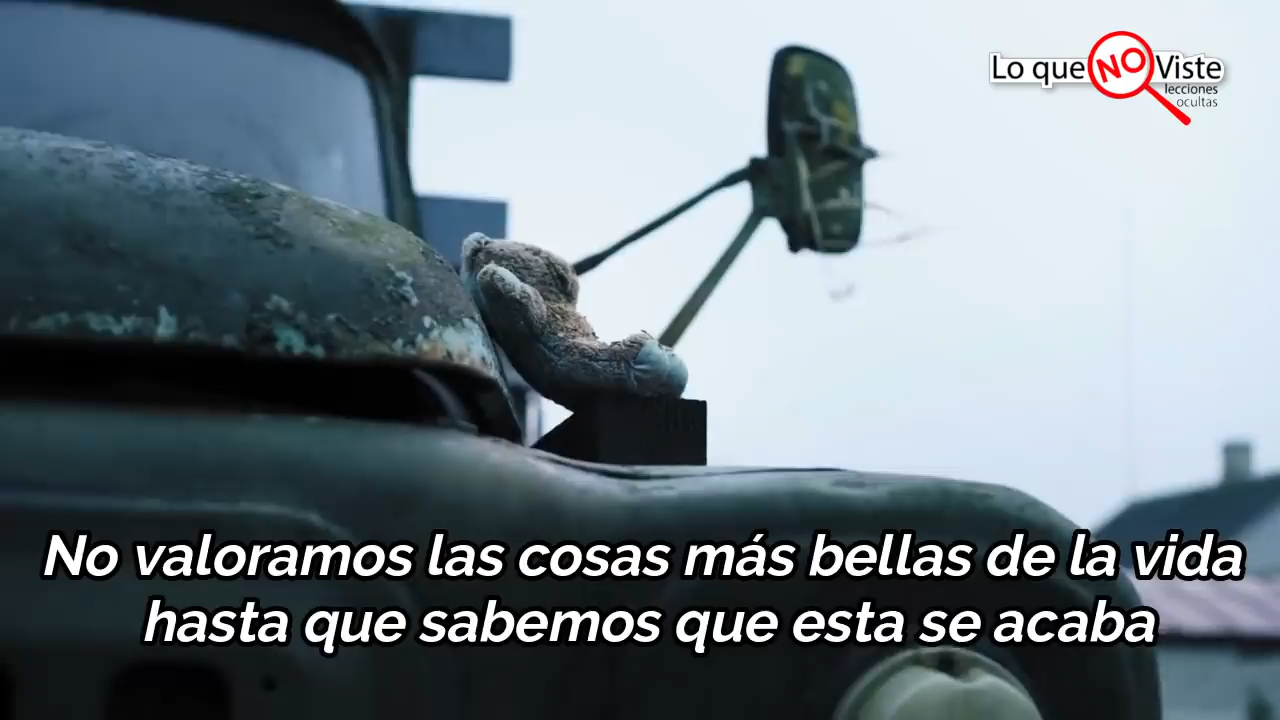 Lo que NO Viste
lecciones
ocultas
No valoramos las cosas más bellas de la vida
hasta que sabemos que esta se acaba